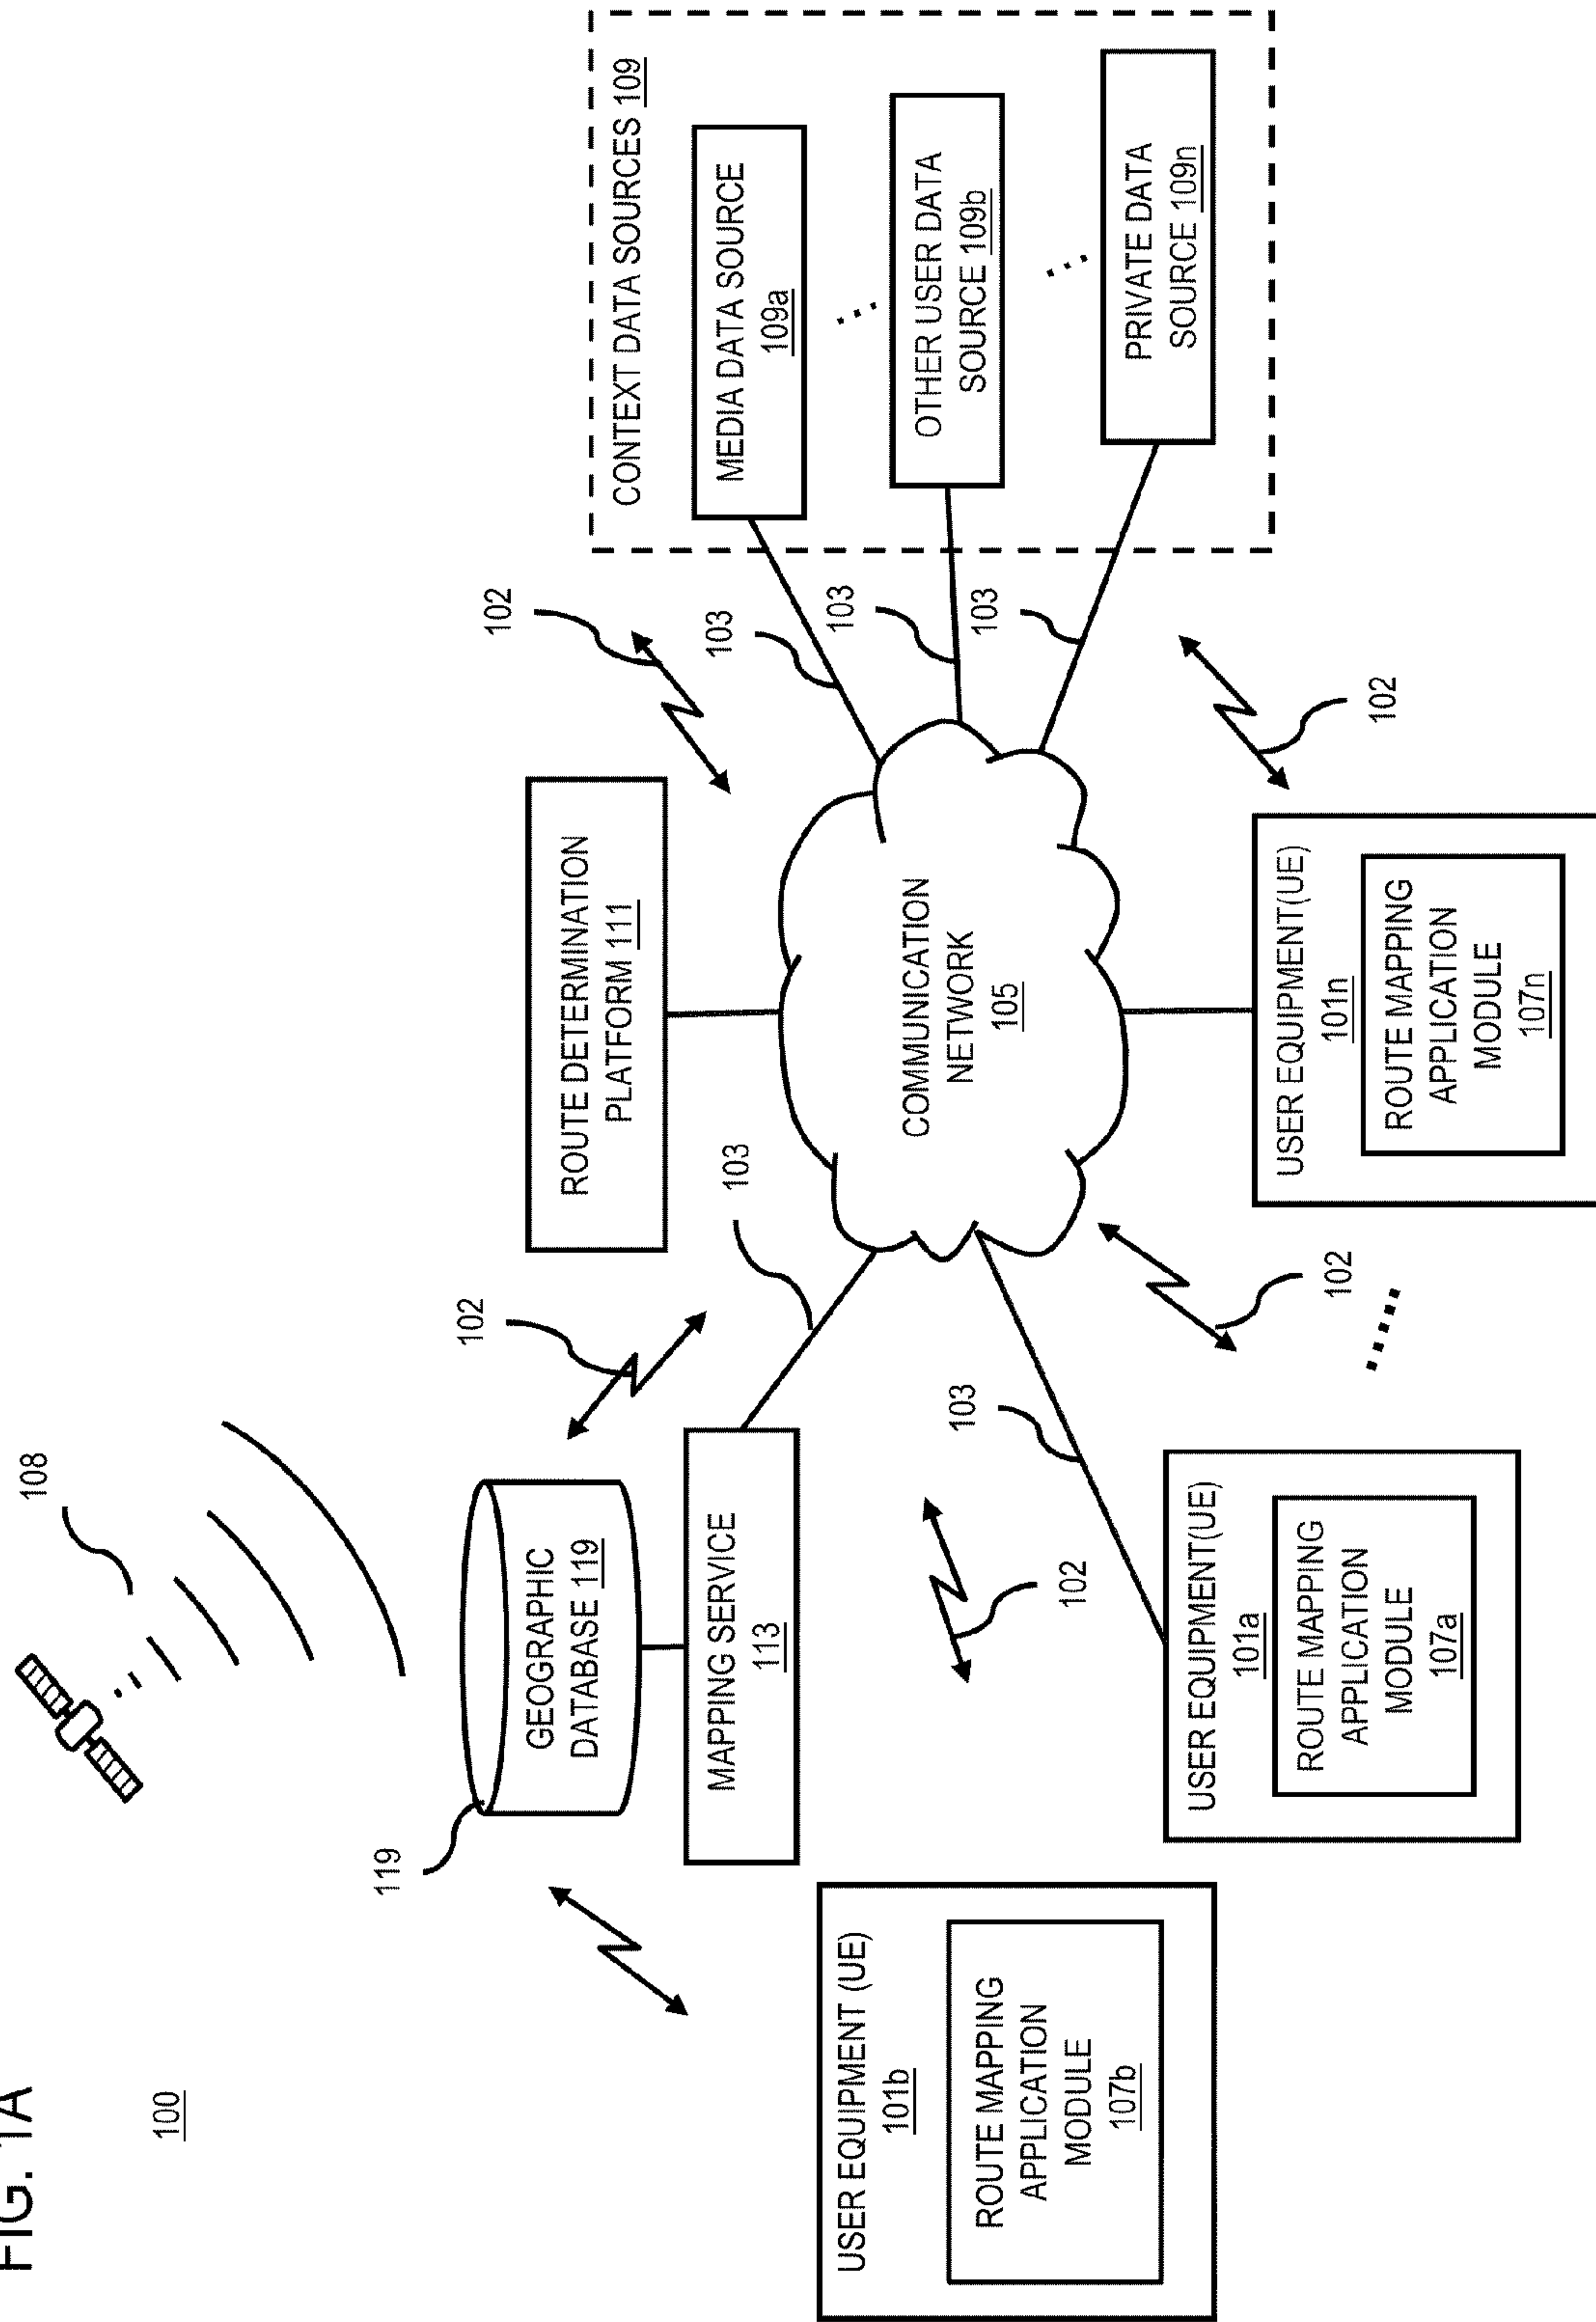 FIG. 1A
100
108
119
GEOGRAPHIC
DATABASE 119
MAPPING SERVICE
113
102
103
ROUTE DETERMINATION
PLATFORM 111
102
103
103
103
CONTEXT DATA SOURCES 109
MEDIA DATA SOURCE
109a
OTHER USER DATA
SOURCE 109b
PRIVATE DATA
SOURCE 109n
COMMUNICATION
NETWORK
105
USER EQUIPMENT (UE)
101b
ROUTE MAPPING
APPLICATION
MODULE
107b
102
103
USER EQUIPMENT(UE)
101a
ROUTE MAPPING
APPLICATION
MODULE
107a
102
USER EQUIPMENT(UE)
101n
ROUTE MAPPING
APPLICATION
MODULE
107n
102